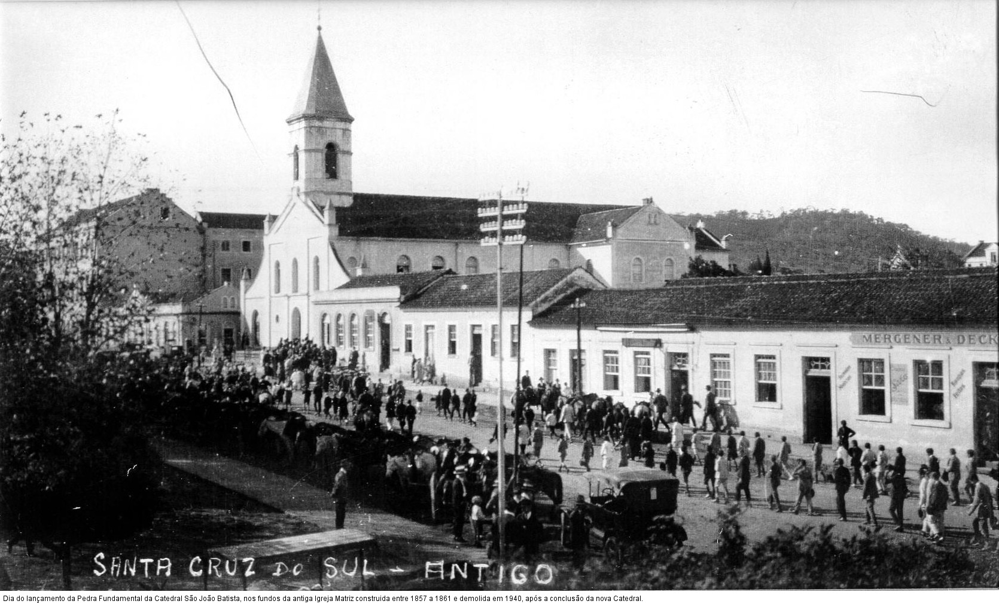 MERGENER & DECK
SANTA CRUZ DO SUL - ANTIGO
Dia do lançamento da Pedra Fundamental da Catedral São João Batista, nos fundos da antiga Igreja Matriz construida entre 1857 a 1861 e demolida em 1940, após a conclusão da nova Catedral.